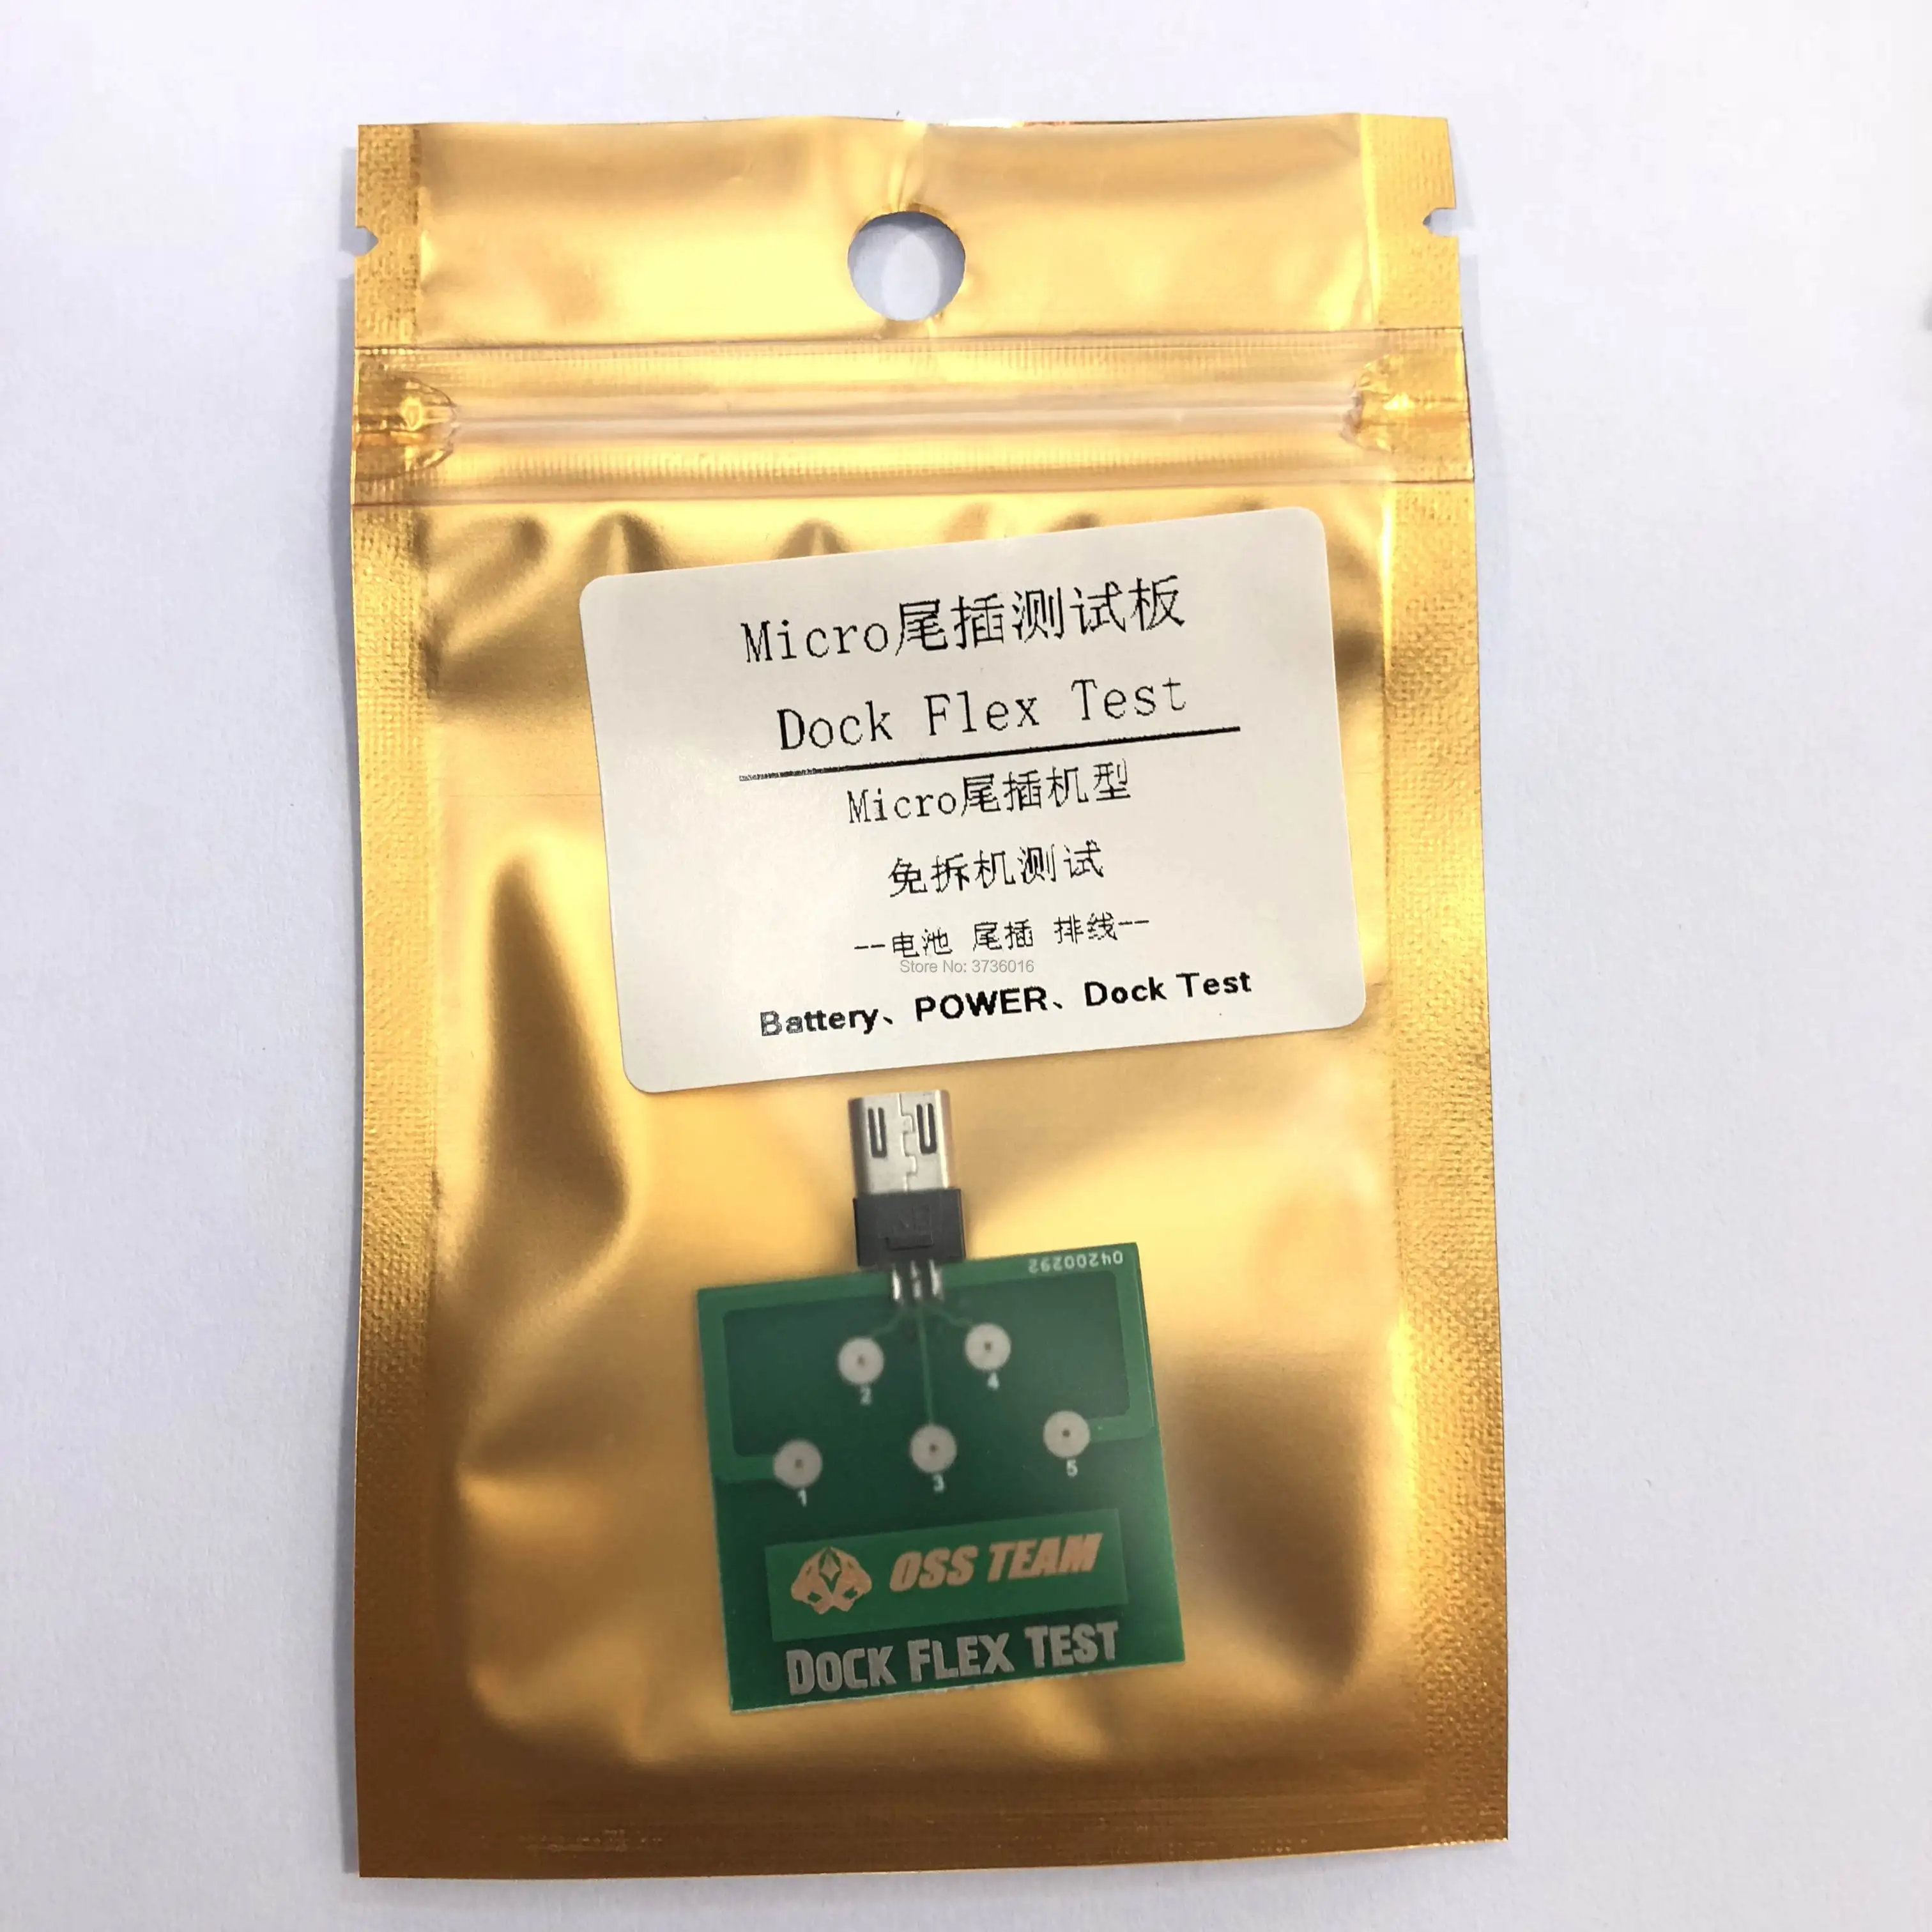 Micro尾插测试板
Dock Flex Test
Micro尾插机型
免拆机测试
--电池 尾插 排线--
Store No: 3736016
Battery、POWER、Dock Test
04200292
2
4
1
3
5
OSS TEAM
DOCK FLEX TEST